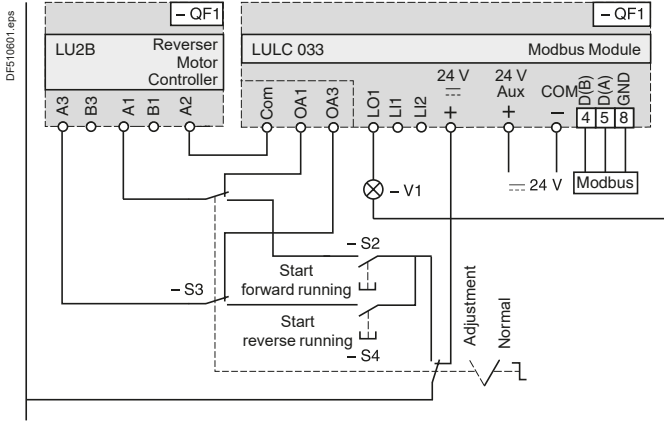 DF510601.eps
– QF1
– QF1
LU2B
Reverser
Motor
Controller
LULC 033
Modbus Module
A3
B3
A1
B1
A2
Com
OA1
OA3
LO1
LI1
LI2
24 V
+
24 V
Aux
+
COM
–
D(B)
D(A)
GND
4
5
8
– V1
24 V
Modbus
– S2
Start
forward running
– S3
Start
reverse running
– S4
Adjustment
Normal